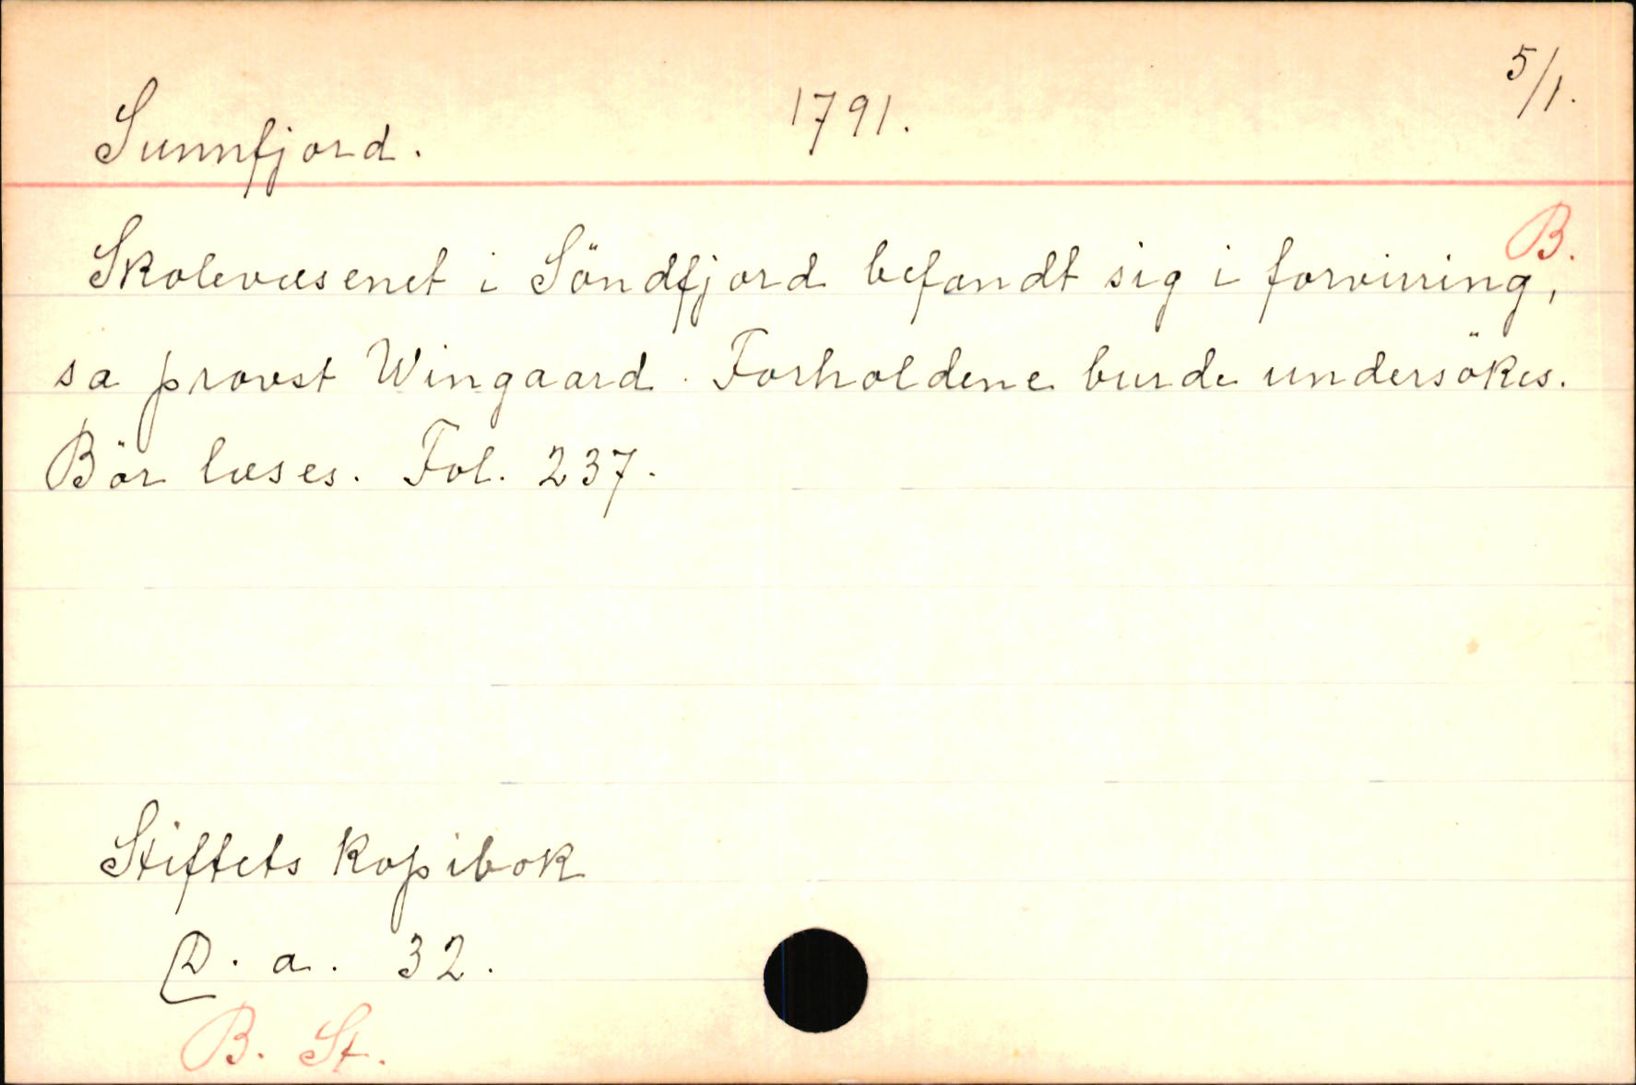 Sunnfjord. 1791. 5/1.
B.
Skolevæsenet i Söndfjord befandt sig i forvirring,
sa provst Wingaard. Forholdene burde undersökes.
Bör læses. Fol. 237.
Stiftets Kopibok
D. a. 32.
B. St.